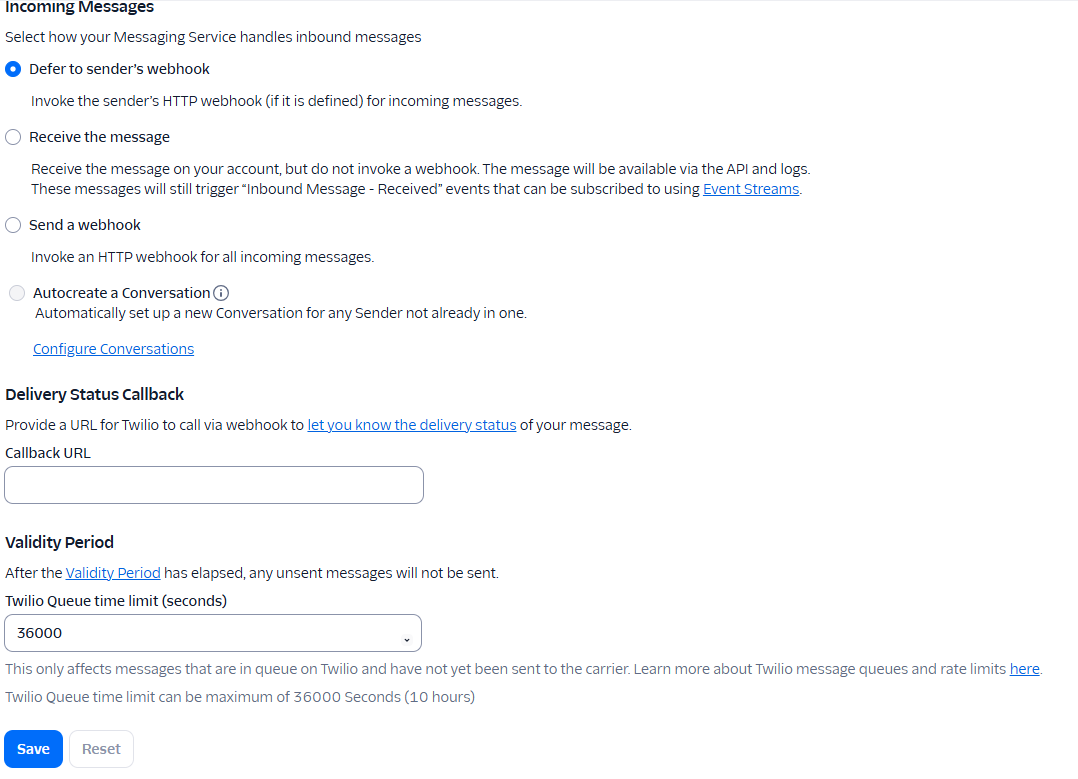 Incoming Messages
Select how your Messaging Service handles inbound messages
Defer to sender's webhook
Invoke the sender's HTTP webhook (if it is defined) for incoming messages.
Receive the message
Receive the message on your account, but do not invoke a webhook. The message will be available via the API and logs.
These messages will still trigger “Inbound Message - Received” events that can be subscribed to using Event Streams.
Send a webhook
Invoke an HTTP webhook for all incoming messages.
Autocreate a Conversation
Automatically set up a new Conversation for any Sender not already in one.
Configure Conversations
Delivery Status Callback
Provide a URL for Twilio to call via webhook to let you know the delivery status of your message.
Callback URL
Validity Period
After the Validity Period has elapsed, any unsent messages will not be sent.
Twilio Queue time limit (seconds)
36000
This only affects messages that are in queue on Twilio and have not yet been sent to the carrier. Learn more about Twilio message queues and rate limits here.
Twilio Queue time limit can be maximum of 36000 Seconds (10 hours)
Save Reset